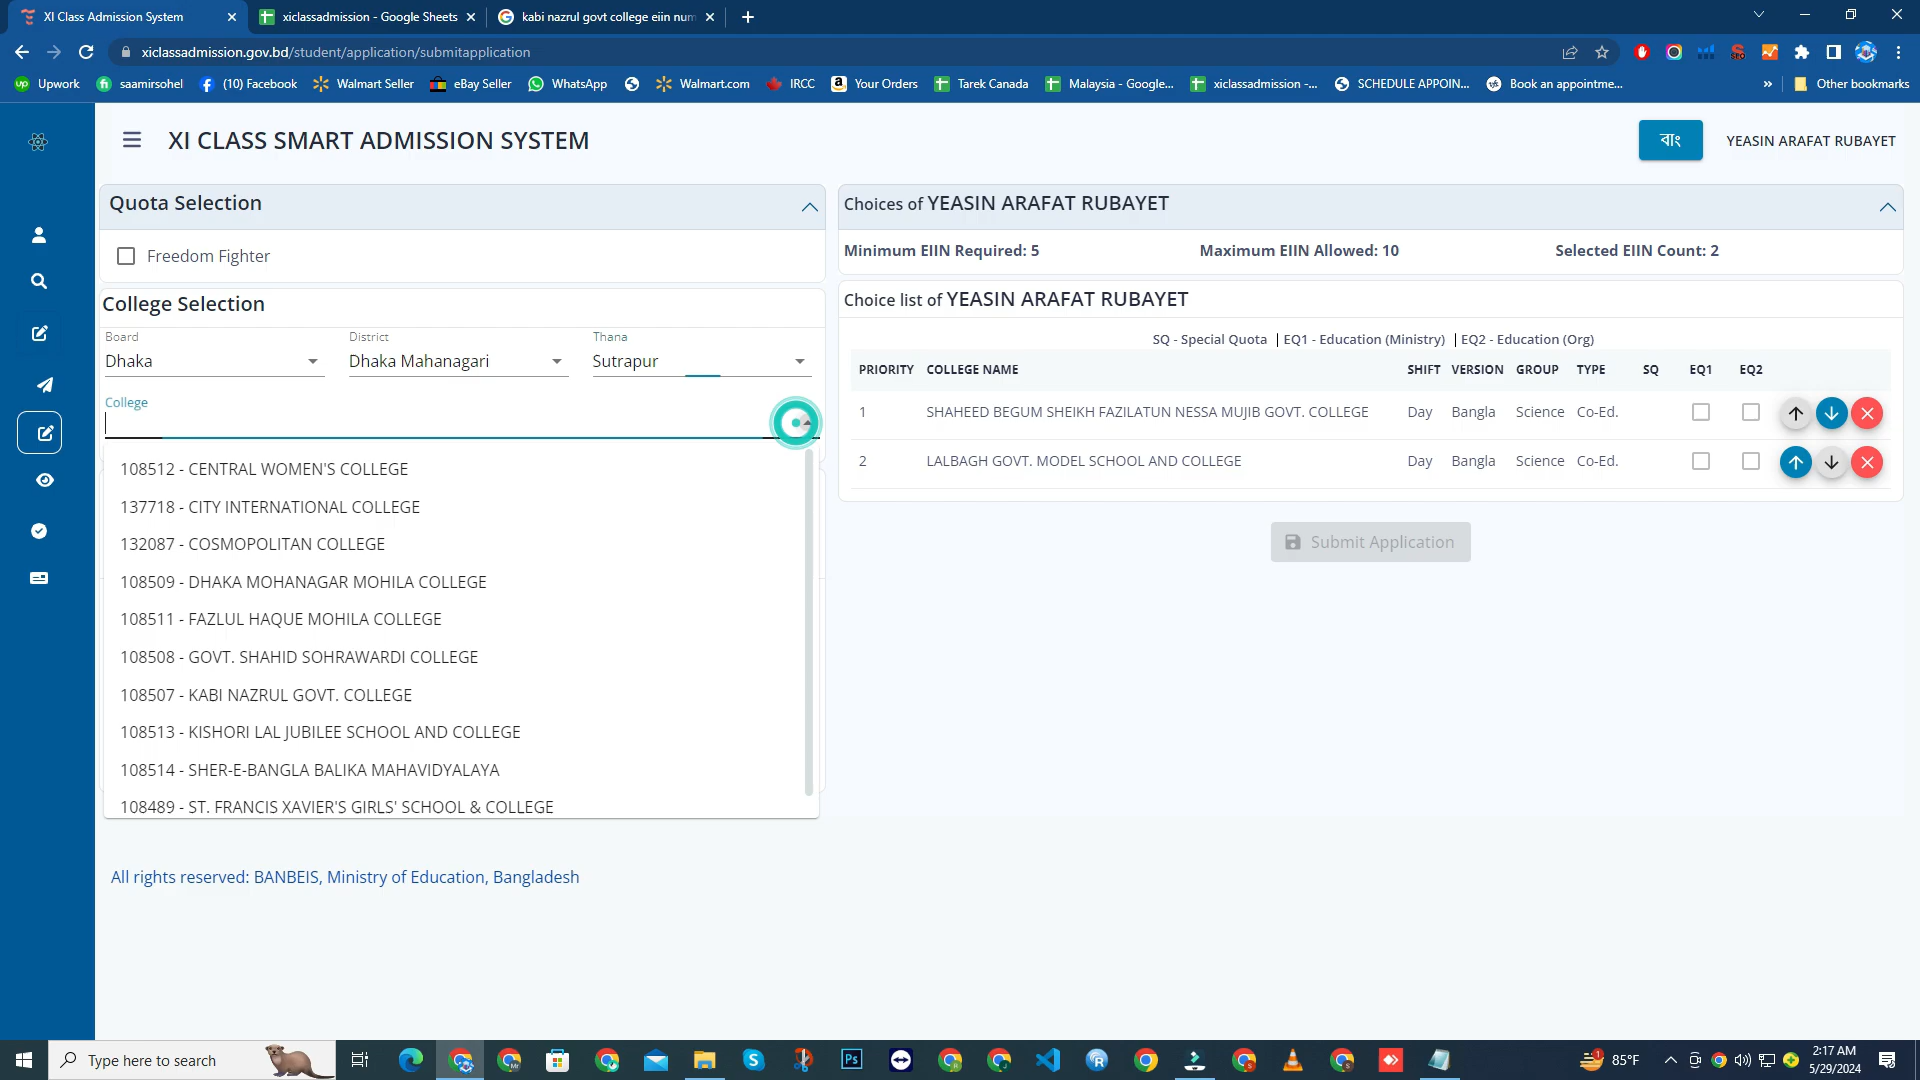 XI Class Admission System
xiclassadmission - Google Sheets
kabi nazrul govt college eiin num
xiclassadmission.gov.bd/student/application/submitapplication
Upwork
saamirsohel
(10) Facebook
Walmart Seller
eBay Seller
WhatsApp
Walmart.com
IRCC
Your Orders
Tarek Canada
Malaysia - Google...
xiclassadmission -...
SCHEDULE APPOIN...
Book an appointme...
»
Other bookmarks
XI CLASS SMART ADMISSION SYSTEM
বাং
YEASIN ARAFAT RUBAYET
Quota Selection
Freedom Fighter
College Selection
Board
District
Thana
Dhaka
Dhaka Mahanagari
Sutrapur
College
108512 - CENTRAL WOMEN'S COLLEGE
137718 - CITY INTERNATIONAL COLLEGE
132087 - COSMOPOLITAN COLLEGE
108509 - DHAKA MOHANAGAR MOHILA COLLEGE
108511 - FAZLUL HAQUE MOHILA COLLEGE
108508 - GOVT. SHAHID SOHRAWARDI COLLEGE
108507 - KABI NAZRUL GOVT. COLLEGE
108513 - KISHORI LAL JUBILEE SCHOOL AND COLLEGE
108514 - SHER-E-BANGLA BALIKA MAHAVIDYALAYA
108489 - ST. FRANCIS XAVIER'S GIRLS' SCHOOL & COLLEGE
All rights reserved: BANBEIS, Ministry of Education, Bangladesh
Choices of YEASIN ARAFAT RUBAYET
Minimum EIIN Required: 5
Maximum EIIN Allowed: 10
Selected EIIN Count: 2
Choice list of YEASIN ARAFAT RUBAYET
SQ - Special Quota | EQ1 - Education (Ministry) | EQ2 - Education (Org)
PRIORITY COLLEGE NAME SHIFT VERSION GROUP TYPE SQ EQ1 EQ2
1 SHAHEED BEGUM SHEIKH FAZILATUN NESSA MUJIB GOVT. COLLEGE Day Bangla Science Co-Ed.
2 LALBAGH GOVT. MODEL SCHOOL AND COLLEGE Day Bangla Science Co-Ed.
Submit Application
Type here to search
85°F
2:17 AM
5/29/2024